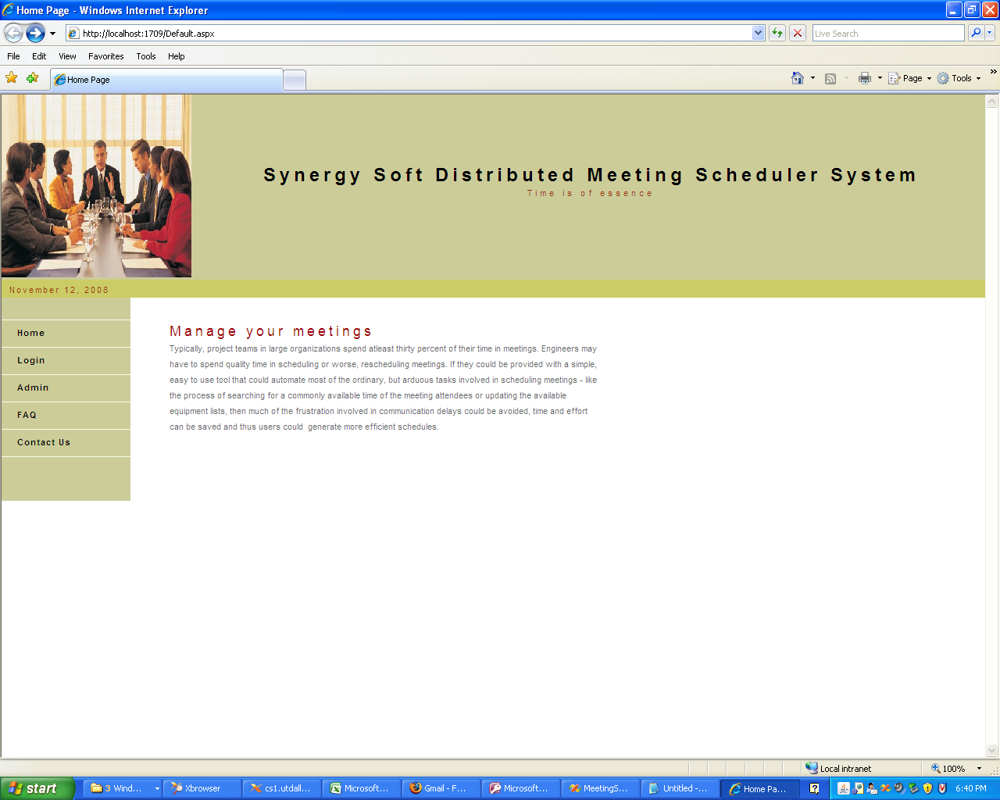 Home Page - Windows Internet Explorer
http://localhost:1709/Default.aspx
Live Search
File Edit View Favorites Tools Help
Home Page
Page Tools
Synergy Soft Distributed Meeting Scheduler System
Time is of essence
November 12, 2008
Home
Login
Admin
FAQ
Contact Us
Manage your meetings
Typically, project teams in large organizations spend atleast thirty percent of their time in meetings. Engineers may
have to spend quality time in scheduling or worse, rescheduling meetings. If they could be provided with a simple,
easy to use tool that could automate most of the ordinary, but arduous tasks involved in scheduling meetings - like
the process of searching for a commonly available time of the meeting attendees or updating the available
equipment lists, then much of the frustration involved in communication delays could be avoided, time and effort
can be saved and thus users could generate more efficient schedules.
Local intranet 100%
start 3 Wind... Xbrowser cs1.utdall... Microsoft... Gmail - F... Microsoft... MeetingS... Untitled -... Home Pa... 6:40 PM